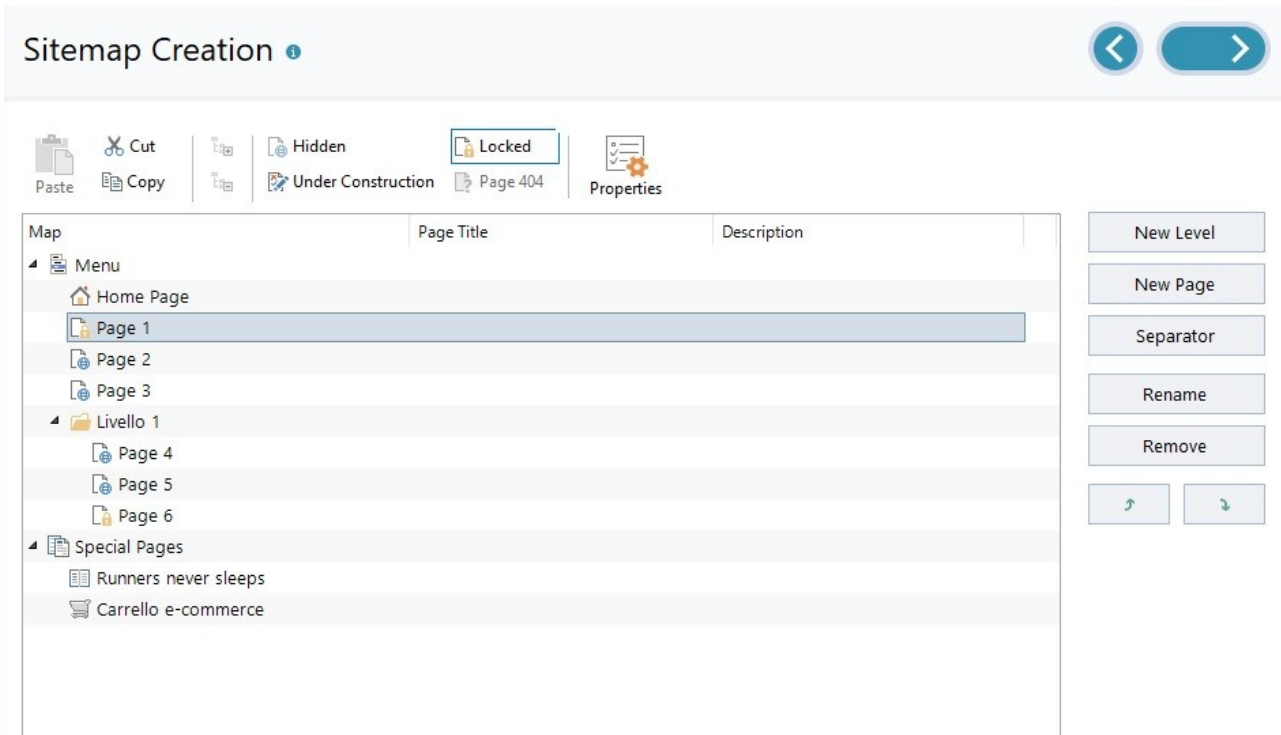 Sitemap Creation
Paste
Cut
Copy
Hidden
Under Construction
Locked
Page 404
Properties
Map Page Title Description
Menu
Home Page
Page 1
Page 2
Page 3
Livello 1
Page 4
Page 5
Page 6
Special Pages
Runners never sleeps
Carrello e-commerce
New Level
New Page
Separator
Rename
Remove